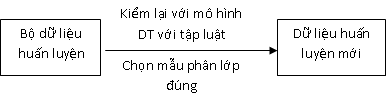 Bộ dữ liệu
huấn luyện
Kiểm lại với mô hình
DT với tập luật
Chọn mẫu phân lớp
đúng
Dữ liệu huấn
luyện mới